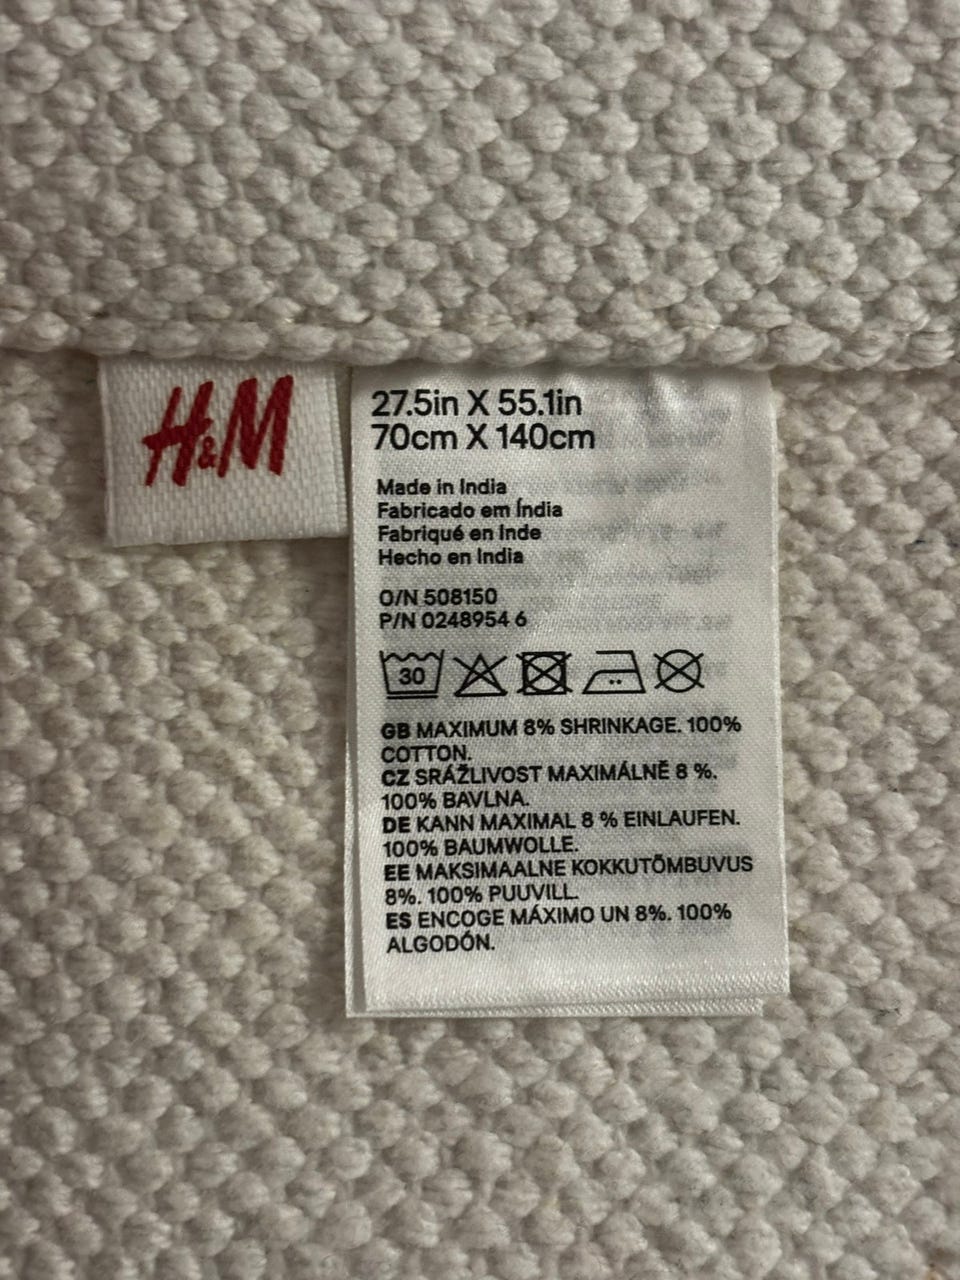 H&M
27.5in X 55.1in
70cm X 140cm
Made in India
Fabricado em Índia
Fabriqué en Inde
Hecho en India
O/N 508150
P/N 0248954 6
30
GB MAXIMUM 8% SHRINKAGE. 100%
COTTON.
CZ SRÁŽLIVOST MAXIMÁLNĚ 8 %.
100% BAVLNA.
DE KANN MAXIMAL 8 % EINLAUFEN.
100% BAUMWOLLE.
EE MAKSIMAALNE KOKKUTÕMBUVUS
8%. 100% PUUVILL.
ES ENCOGE MÁXIMO UN 8%. 100%
ALGODÓN.